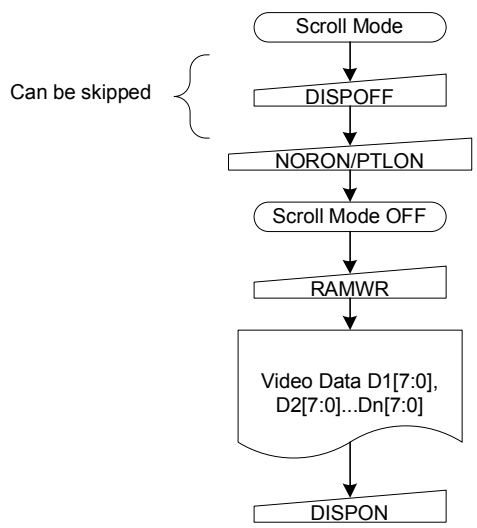 Scroll Mode
Can be skipped
DISPOFF
NORON/PTLON
Scroll Mode OFF
RAMWR
Video Data D1[7:0],
D2[7:0]...Dn[7:0]
DISPON